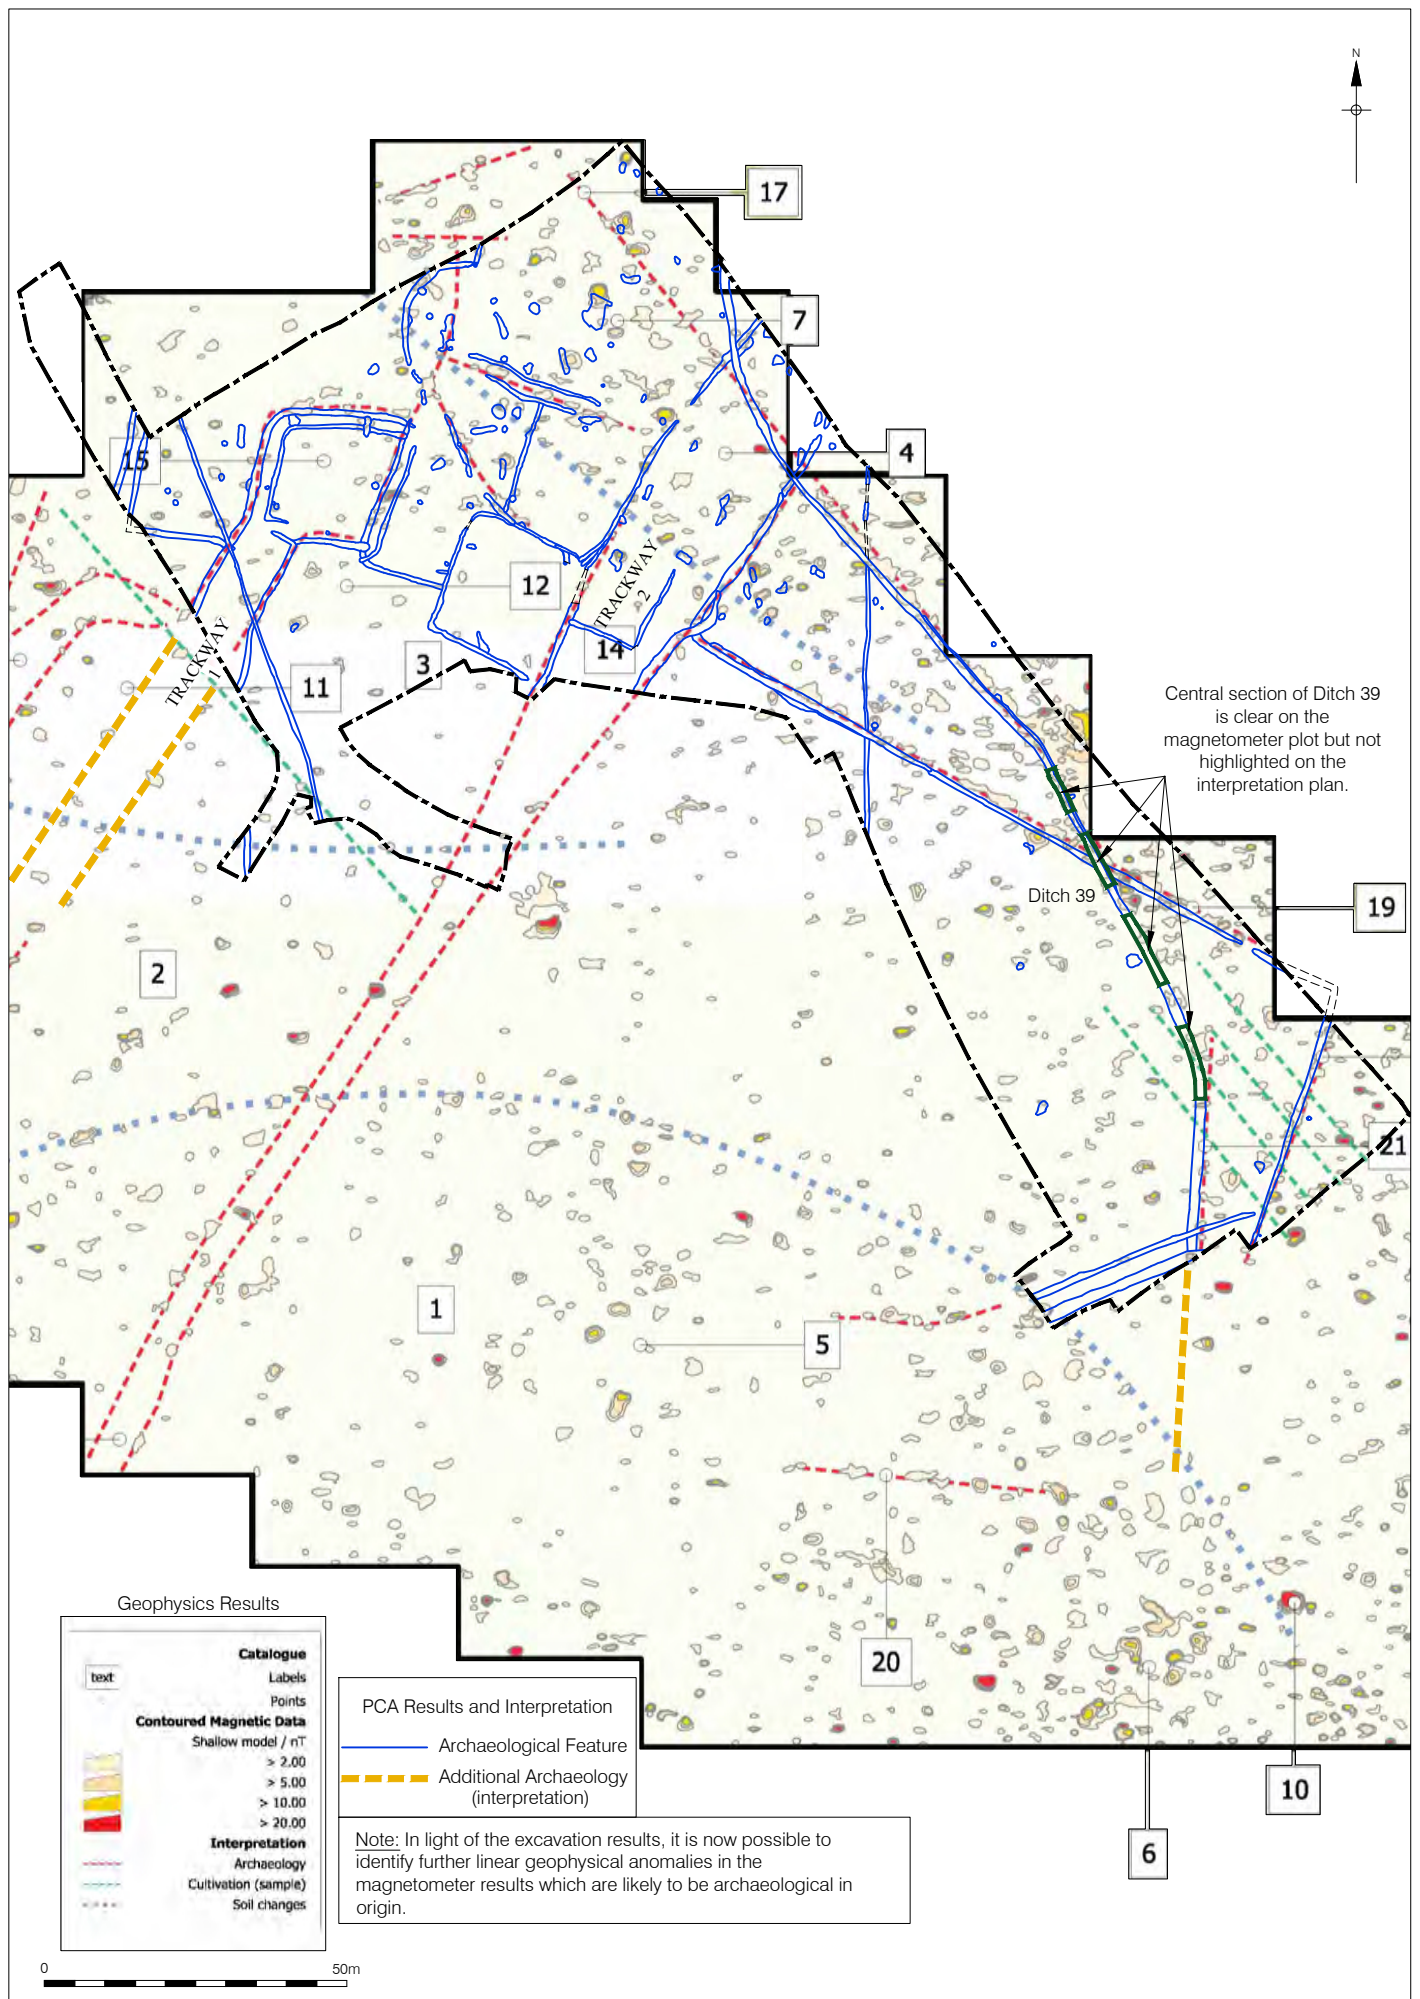 N
17
7
4
15
12
TRACKWAY
2
14
3
TRACKWAY
1
11
Central section of Ditch 39
is clear on the
magnetometer plot but not
highlighted on the
interpretation plan.
Ditch 39
19
2
21
1
5
20
10
6
Geophysics Results
Catalogue
text
Labels
Points
Contoured Magnetic Data
Shallow model / nT
> 2.00
> 5.00
> 10.00
> 20.00
Interpretation
Archaeology
Cultivation (sample)
Soil changes
PCA Results and Interpretation
Archaeological Feature
Additional Archaeology
(interpretation)
Note: In light of the excavation results, it is now possible to
identify further linear geophysical anomalies in the
magnetometer results which are likely to be archaeological in
origin.
0
50m